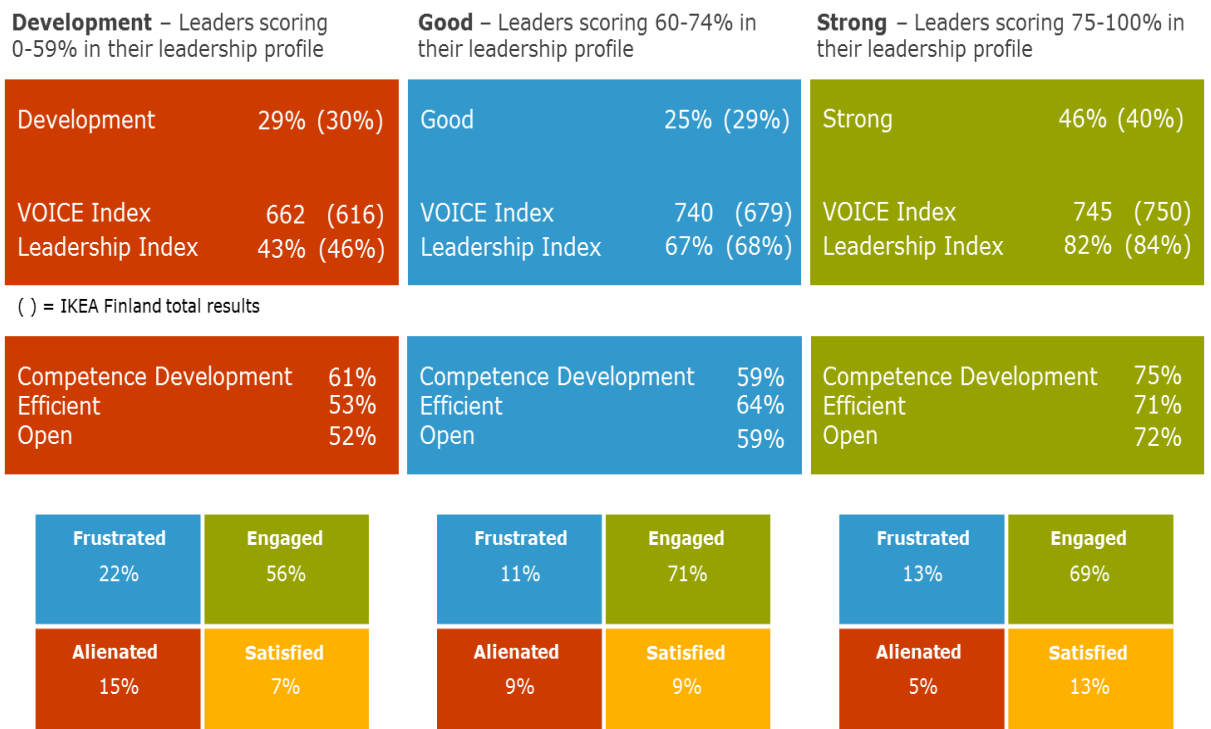 Development – Leaders scoring
0-59% in their leadership profile
Good – Leaders scoring 60-74% in
their leadership profile
Strong – Leaders scoring 75-100% in
their leadership profile
Development 29% (30%)
VOICE Index 662 (616)
Leadership Index 43% (46%)
Good 25% (29%)
VOICE Index 740 (679)
Leadership Index 67% (68%)
Strong 46% (40%)
VOICE Index 745 (750)
Leadership Index 82% (84%)
( ) = IKEA Finland total results
Competence Development 61%
Efficient 53%
Open 52%
Competence Development 59%
Efficient 64%
Open 59%
Competence Development 75%
Efficient 71%
Open 72%
Frustrated
22%
Engaged
56%
Alienated
15%
Satisfied
7%
Frustrated
11%
Engaged
71%
Alienated
9%
Satisfied
9%
Frustrated
13%
Engaged
69%
Alienated
5%
Satisfied
13%